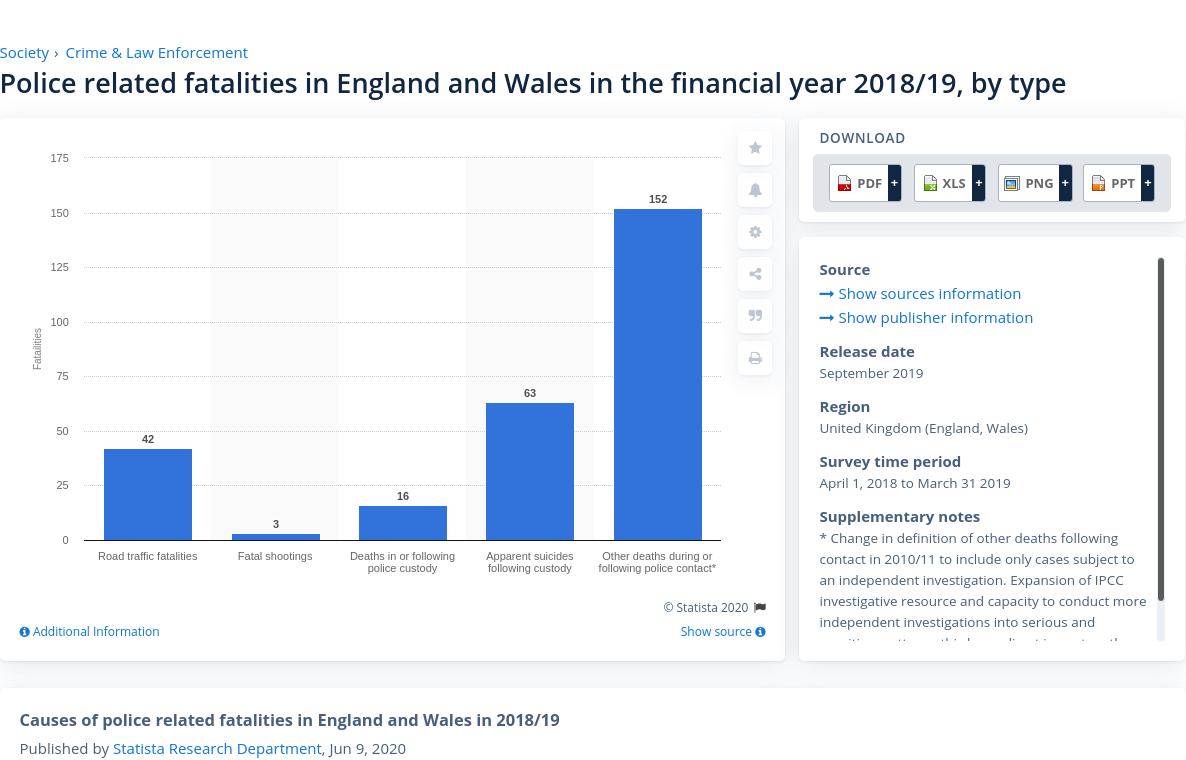 Society › Crime & Law Enforcement
Police related fatalities in England and Wales in the financial year 2018/19, by type
175
150
125
100
75
50
25
0
Fatailities
42
3
16
63
152
Road traffic fatalities
Fatal shootings
Deaths in or following
police custody
Apparent suicides
following custody
Other deaths during or
following police contact*
© Statista 2020
Additional Information
Show source
DOWNLOAD
PDF +
XLS +
PNG +
PPT +
Source
Show sources information
Show publisher information
Release date
September 2019
Region
United Kingdom (England, Wales)
Survey time period
April 1, 2018 to March 31 2019
Supplementary notes
* Change in definition of other deaths following
contact in 2010/11 to include only cases subject to
an independent investigation. Expansion of IPCC
investigative resource and capacity to conduct more
independent investigations into serious and
Causes of police related fatalities in England and Wales in 2018/19
Published by Statista Research Department, Jun 9, 2020